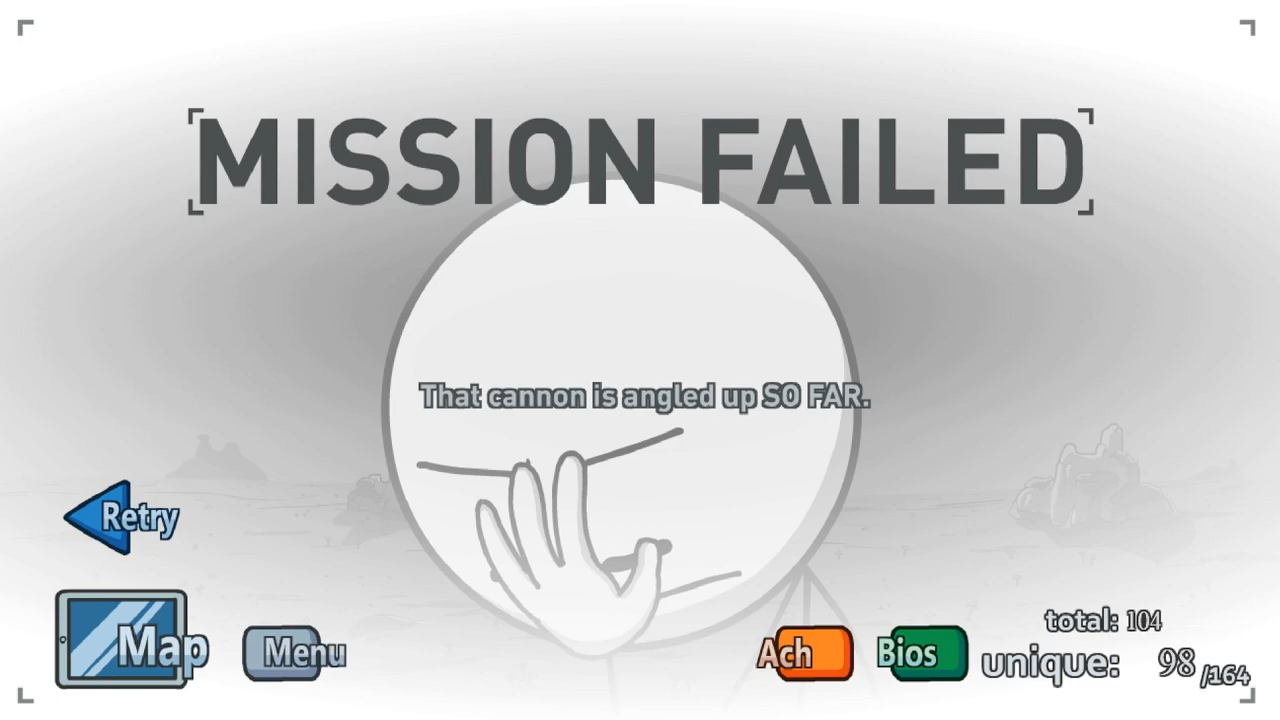 MISSION FAILED
That cannon is angled up SO FAR.
Retry
Map
Menu
Ach
Bios
total: 104
unique: 98 /164